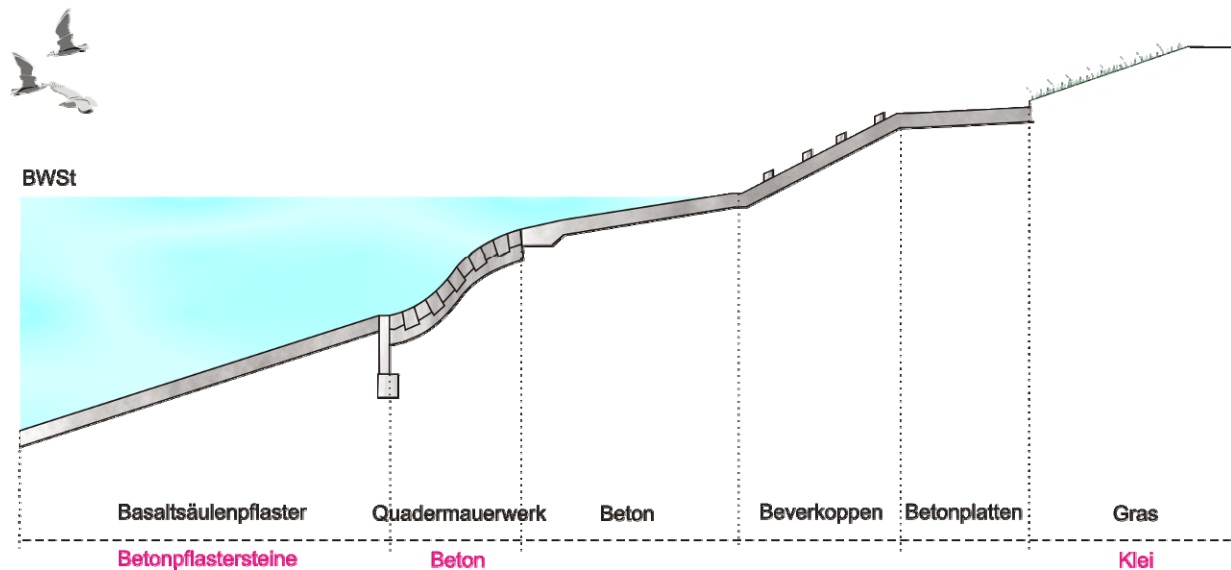 BWSt
Basaltsäulenpflaster Quadermauerwerk Beton Beverkoppen Betonplatten Gras
Betonpflastersteine Beton Klei